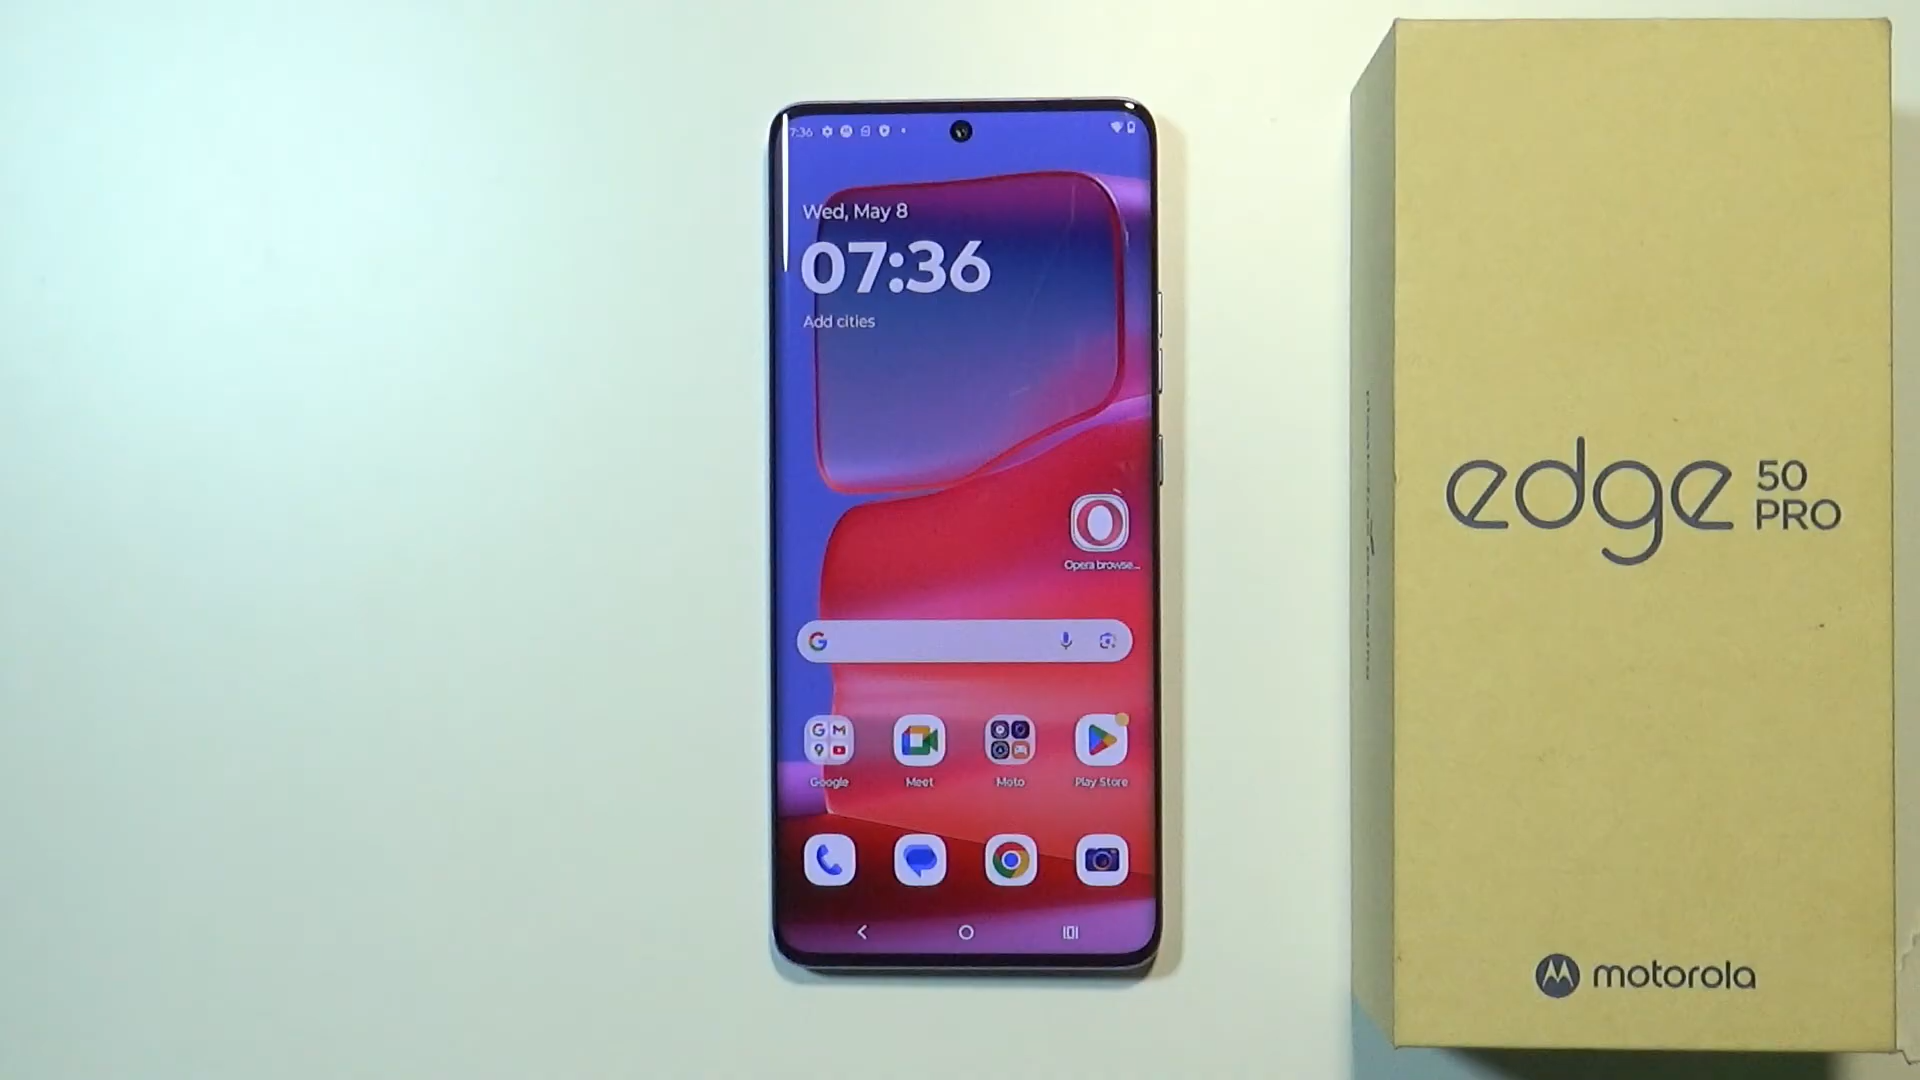 7:36
Wed, May 8
07:36
Add cities
Opera browse...
Google
Meet
Moto
Play Store
edge 50 PRO
motorola